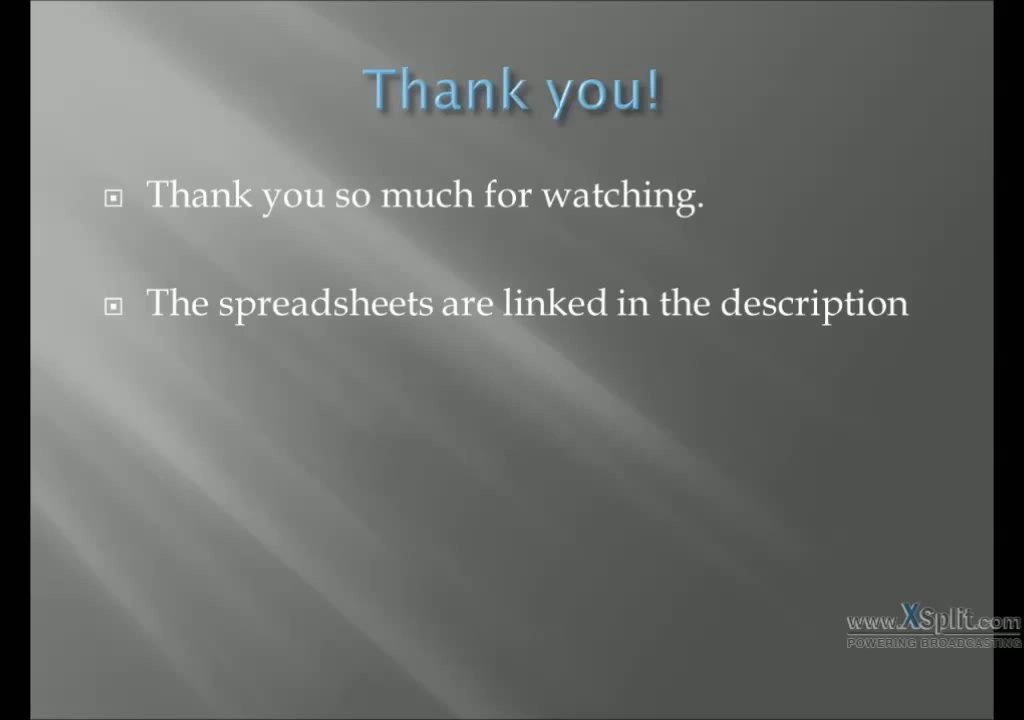 Thank you!
Thank you so much for watching.
The spreadsheets are linked in the description
www.XSplit.com
POWERING BROADCASTING